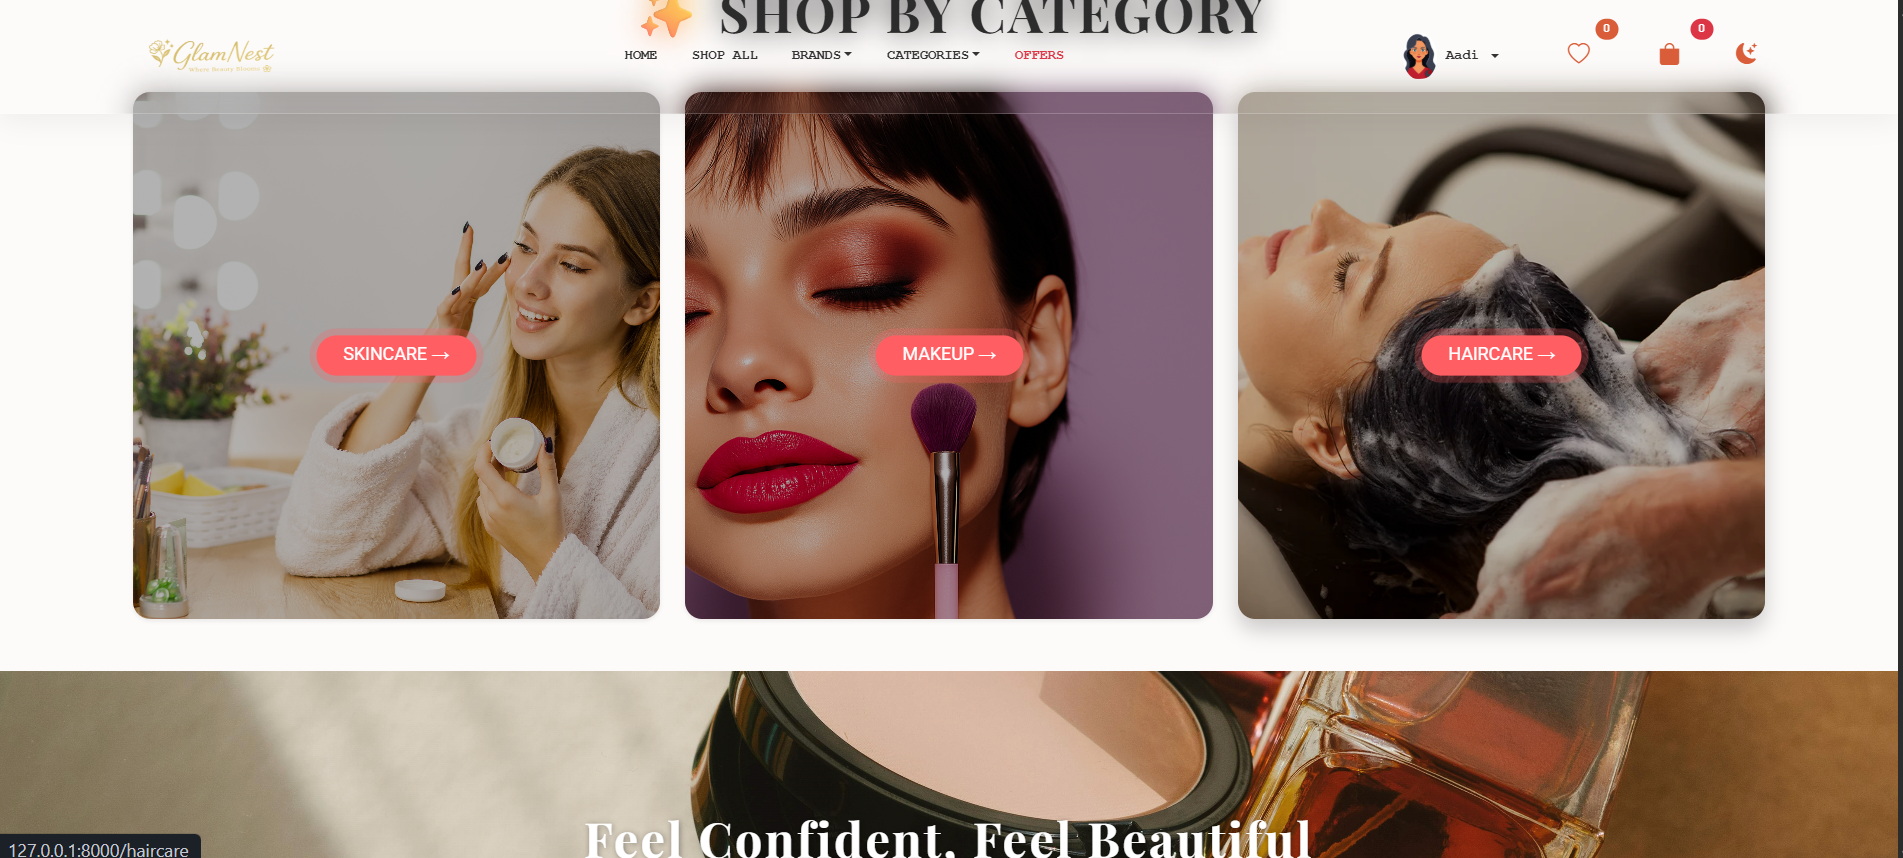 ✨ SHOP BY CATEGORY
GlamNest
Where Beauty Blooms
HOME SHOP ALL BRANDS CATEGORIES OFFERS
Aadi
0
0
SKINCARE →
MAKEUP →
HAIRCARE →
Feel Confident, Feel Beautiful
127.0.0.1:8000/haircare